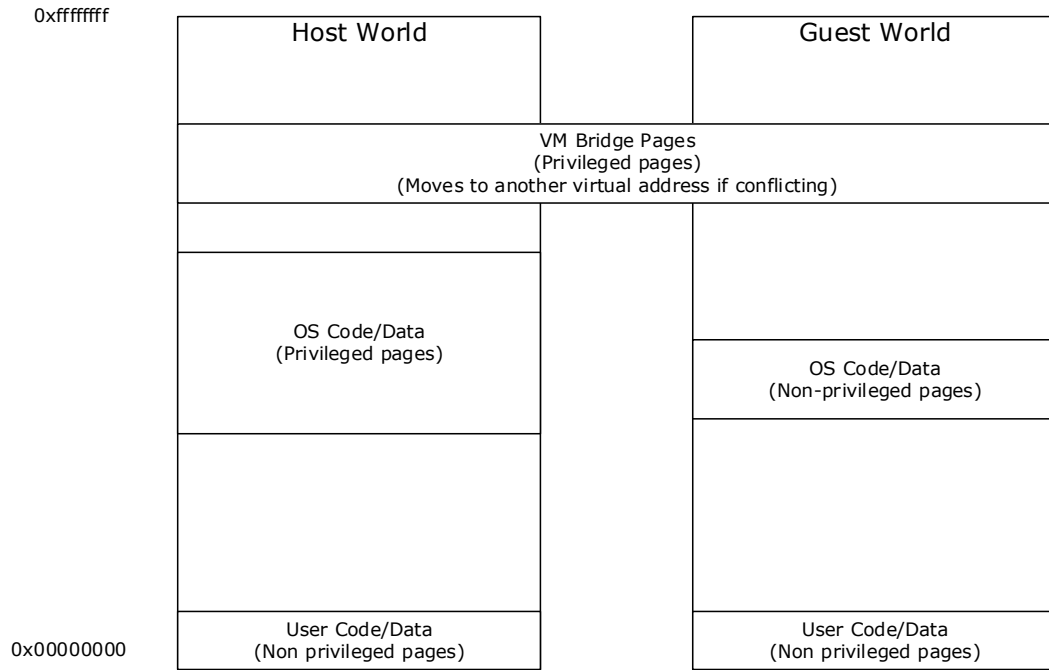 0xffffffff
Host World
Guest World
VM Bridge Pages
(Privileged pages)
(Moves to another virtual address if conflicting)
OS Code/Data
(Privileged pages)
OS Code/Data
(Non-privileged pages)
0x00000000
User Code/Data
(Non privileged pages)
User Code/Data
(Non privileged pages)